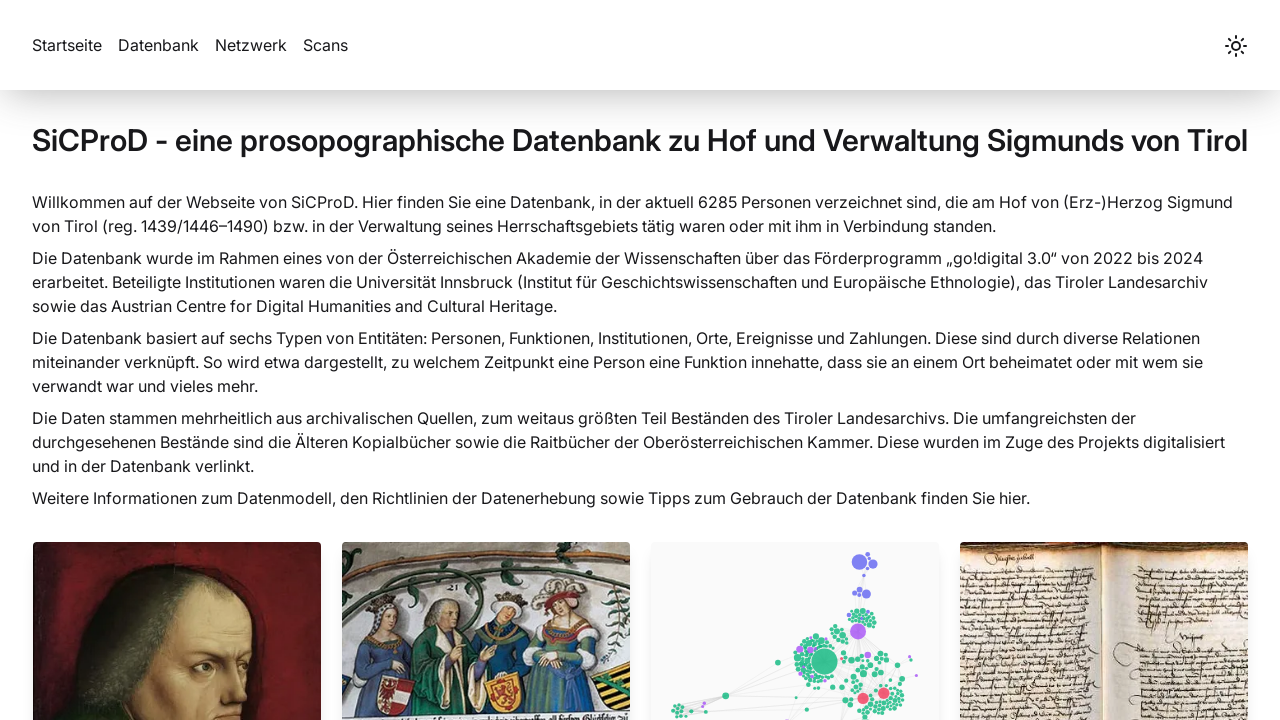 Startseite Datenbank Netzwerk Scans
SiCProD - eine prosopographische Datenbank zu Hof und Verwaltung Sigmunds von Tirol
Willkommen auf der Webseite von SiCProD. Hier finden Sie eine Datenbank, in der aktuell 6285 Personen verzeichnet sind, die am Hof von (Erz-)Herzog Sigmund
von Tirol (reg. 1439/1446–1490) bzw. in der Verwaltung seines Herrschaftsgebiets tätig waren oder mit ihm in Verbindung standen.
Die Datenbank wurde im Rahmen eines von der Österreichischen Akademie der Wissenschaften über das Förderprogramm „go!digital 3.0“ von 2022 bis 2024
erarbeitet. Beteiligte Institutionen waren die Universität Innsbruck (Institut für Geschichtswissenschaften und Europäische Ethnologie), das Tiroler Landesarchiv
sowie das Austrian Centre for Digital Humanities and Cultural Heritage.
Die Datenbank basiert auf sechs Typen von Entitäten: Personen, Funktionen, Institutionen, Orte, Ereignisse und Zahlungen. Diese sind durch diverse Relationen
miteinander verknüpft. So wird etwa dargestellt, zu welchem Zeitpunkt eine Person eine Funktion innehatte, dass sie an einem Ort beheimatet oder mit wem sie
verwandt war und vieles mehr.
Die Daten stammen mehrheitlich aus archivalischen Quellen, zum weitaus größten Teil Beständen des Tiroler Landesarchivs. Die umfangreichsten der
durchgesehenen Bestände sind die Älteren Kopialbücher sowie die Raitbücher der Oberösterreichischen Kammer. Diese wurden im Zuge des Projekts digitalisiert
und in der Datenbank verlinkt.
Weitere Informationen zum Datenmodell, den Richtlinien der Datenerhebung sowie Tipps zum Gebrauch der Datenbank finden Sie hier.
21